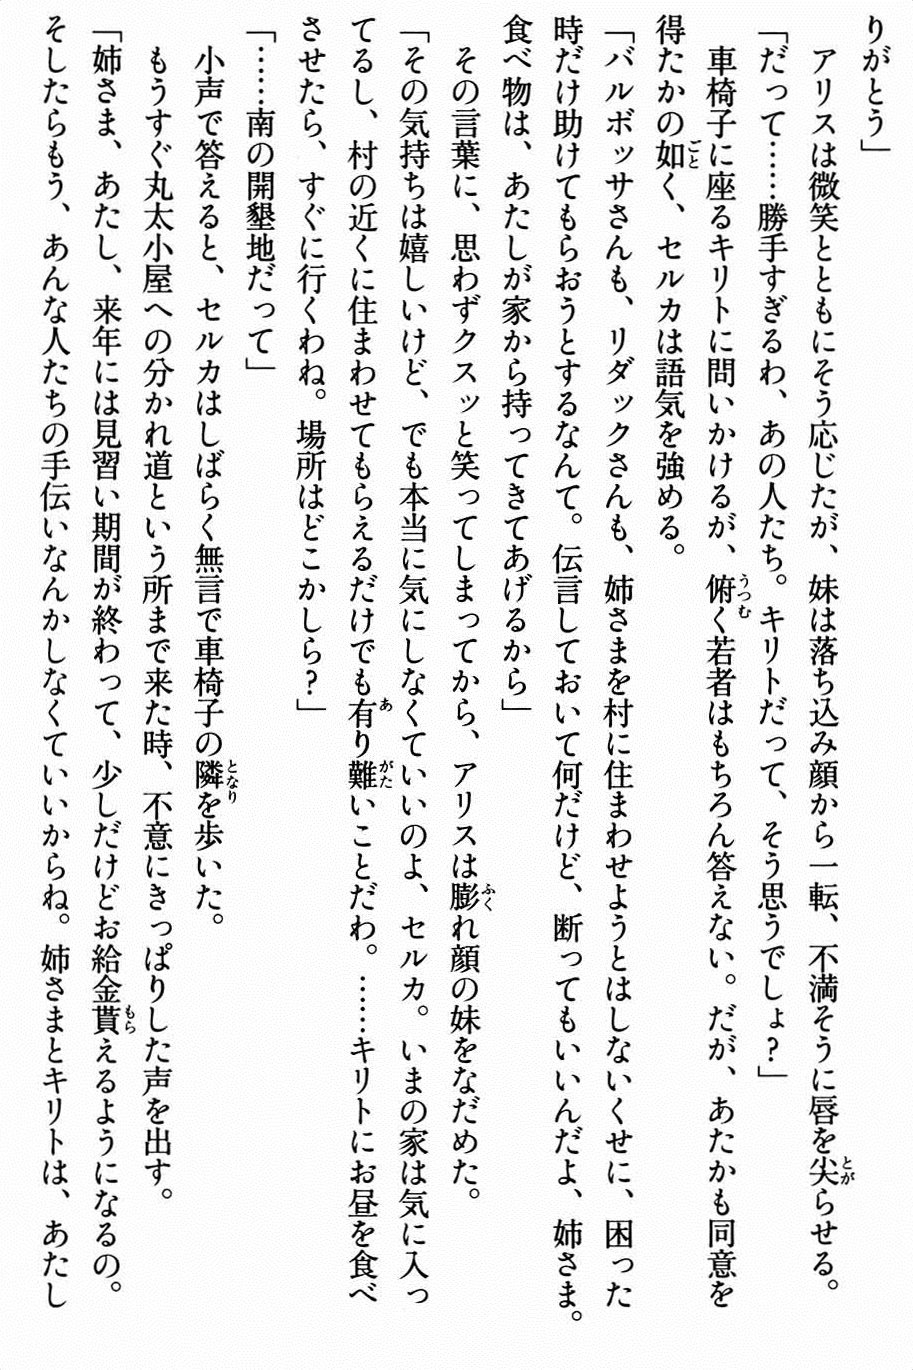 りがとう」
　アリスは微笑とともにそう応じたが、妹は落ち込み顔から一転、不満そうに唇を尖らせる。
「だって……勝手すぎるわ、あの人たち。キリトだって、そう思うでしょ？」
　車椅子に座るキリトに問いかけるが、俯く若者はもちろん答えない。だが、あたかも同意を
得たかの如く、セルカは語気を強める。
「バルボッサさんも、リダックさんも、姉さまを村に住まわせようとはしないくせに、困った
時だけ助けてもらおうとするなんて。伝言しておいて何だけど、断ってもいいんだよ、姉さま。
食べ物は、あたしが家から持ってきてあげるから」
　その言葉に、思わずクスッと笑ってしまってから、アリスは膨れ顔の妹をなだめた。
「その気持ちは嬉しいけど、でも本当に気にしなくていいのよ、セルカ。いまの家は気に入っ
てるし、村の近くに住まわせてもらえるだけでも有り難いことだわ。……キリトにお昼を食べ
させたら、すぐに行くわね。場所はどこかしら？」
「……南の開墾地だって」
　小声で答えると、セルカはしばらく無言で車椅子の隣を歩いた。
　もうすぐ丸太小屋への分かれ道という所まで来た時、不意にきっぱりした声を出す。
「姉さま、あたし、来年には見習い期間が終わって、少しだけどお給金貰えるようになるの。
そしたらもう、あんな人たちの手伝いなんかしなくていいからね。姉さまとキリトは、あたし